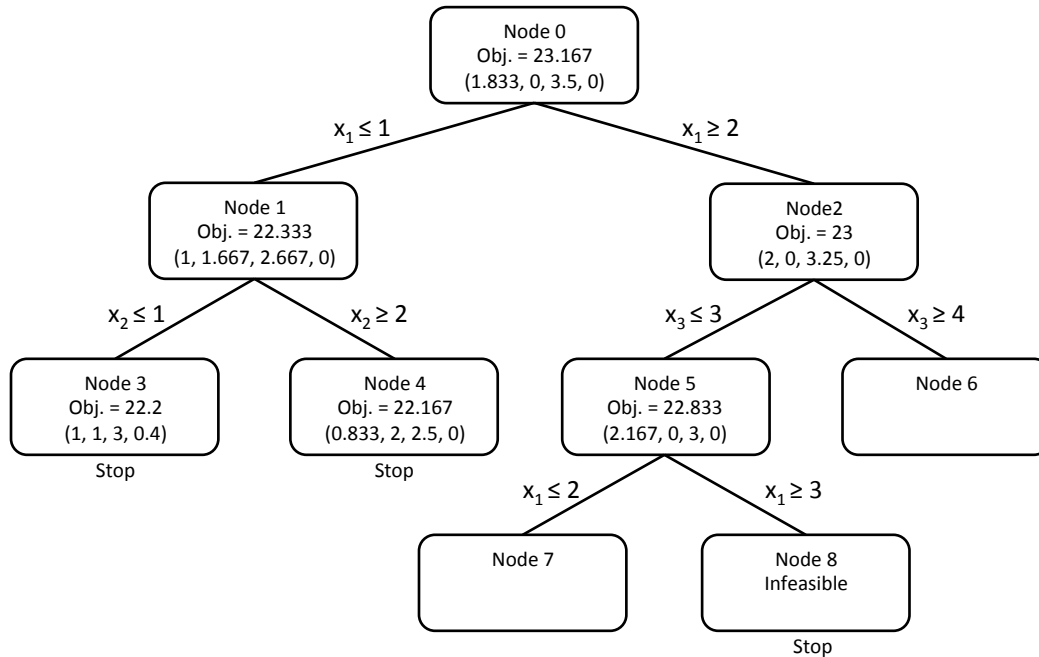 Node 0
Obj. = 23.167
(1.833, 0, 3.5, 0)
x₁ ≤ 1
x₁ ≥ 2
Node 1
Obj. = 22.333
(1, 1.667, 2.667, 0)
Node2
Obj. = 23
(2, 0, 3.25, 0)
x₂ ≤ 1
x₂ ≥ 2
x₃ ≤ 3
x₃ ≥ 4
Node 3
Obj. = 22.2
(1, 1, 3, 0.4)
Stop
Node 4
Obj. = 22.167
(0.833, 2, 2.5, 0)
Stop
Node 5
Obj. = 22.833
(2.167, 0, 3, 0)
Node 6
x₁ ≤ 2
x₁ ≥ 3
Node 7
Node 8
Infeasible
Stop